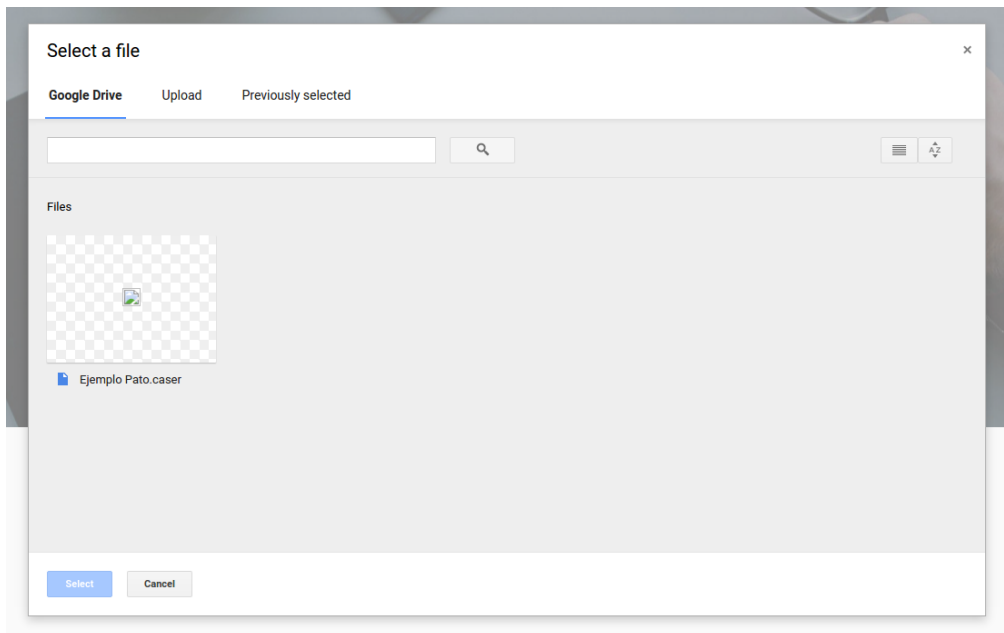 Select a file
×
Google Drive Upload Previously selected
A Z
Files
Ejemplo Pato.caser
Select Cancel